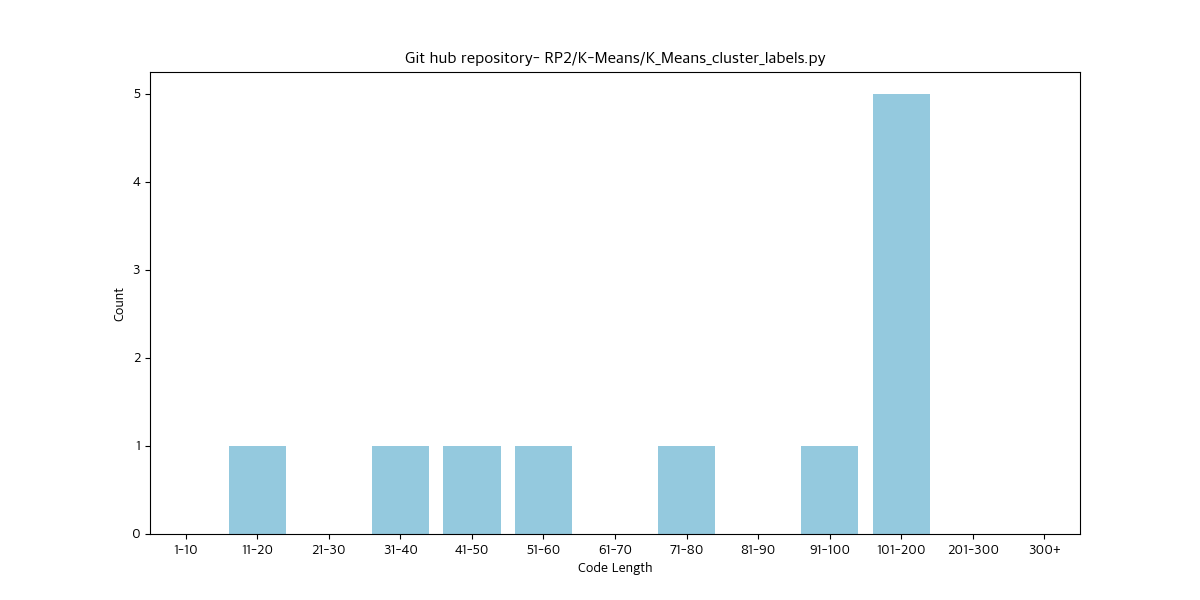 Git hub repository- RP2/K-Means/K_Means_cluster_labels.py
5
4
3
2
1
0
Count
1-10 11-20 21-30 31-40 41-50 51-60 61-70 71-80 81-90 91-100 101-200 201-300 300+
Code Length